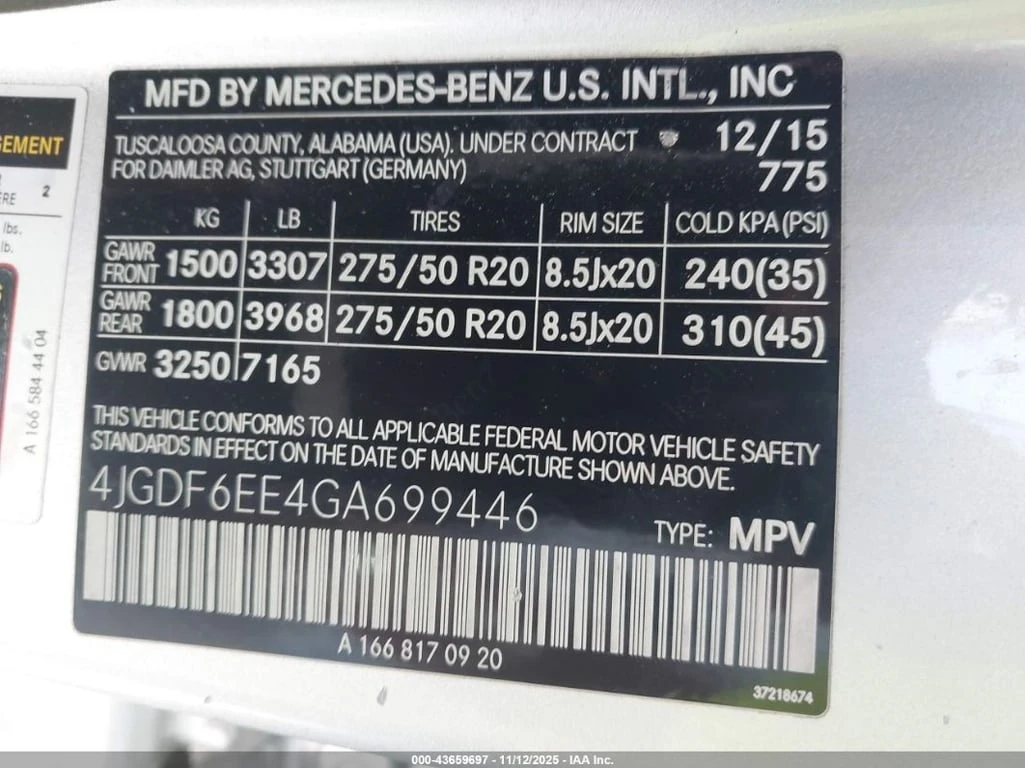 MFD BY MERCEDES-BENZ U.S. INTL., INC
TUSCALOOSA COUNTY, ALABAMA (USA). UNDER CONTRACT
FOR DAIMLER AG, STUTTGART (GERMANY)
12/15
775
KG LB TIRES RIM SIZE COLD KPA (PSI)
GAWR FRONT 1500 3307 275/50 R20 8.5Jx20 240(35)
GAWR REAR 1800 3968 275/50 R20 8.5Jx20 310(45)
GVWR 3250 7165
THIS VEHICLE CONFORMS TO ALL APPLICABLE FEDERAL MOTOR VEHICLE SAFETY
STANDARDS IN EFFECT ON THE DATE OF MANUFACTURE SHOWN ABOVE.
4JGDF6EE4GA699446
TYPE: MPV
A 166 817 09 20
37218674
EMENT
2
lbs.
lb.
A 166 584 44 04
000-43659697 - 11/12/2025 - IAA Inc.